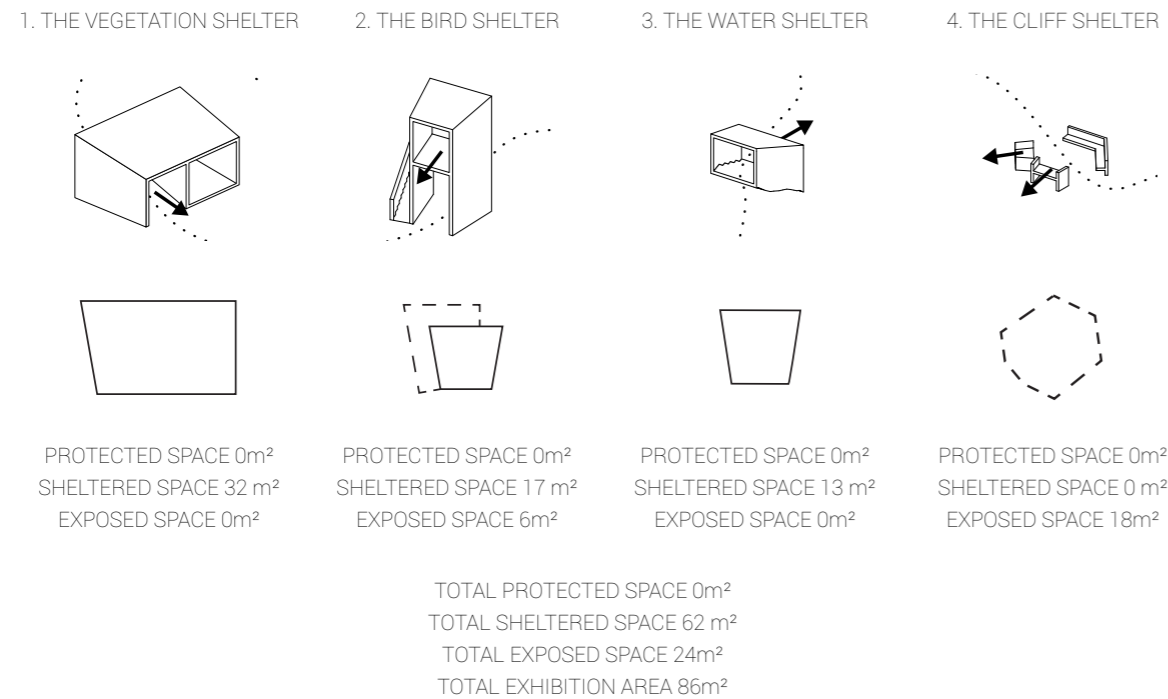 1. THE VEGETATION SHELTER
2. THE BIRD SHELTER
3. THE WATER SHELTER
4. THE CLIFF SHELTER
PROTECTED SPACE 0m²
SHELTERED SPACE 32 m²
EXPOSED SPACE 0m²
PROTECTED SPACE 0m²
SHELTERED SPACE 17 m²
EXPOSED SPACE 6m²
PROTECTED SPACE 0m²
SHELTERED SPACE 13 m²
EXPOSED SPACE 0m²
PROTECTED SPACE 0m²
SHELTERED SPACE 0 m²
EXPOSED SPACE 18m²
TOTAL PROTECTED SPACE 0m²
TOTAL SHELTERED SPACE 62 m²
TOTAL EXPOSED SPACE 24m²
TOTAL EXHIBITION AREA 86m²